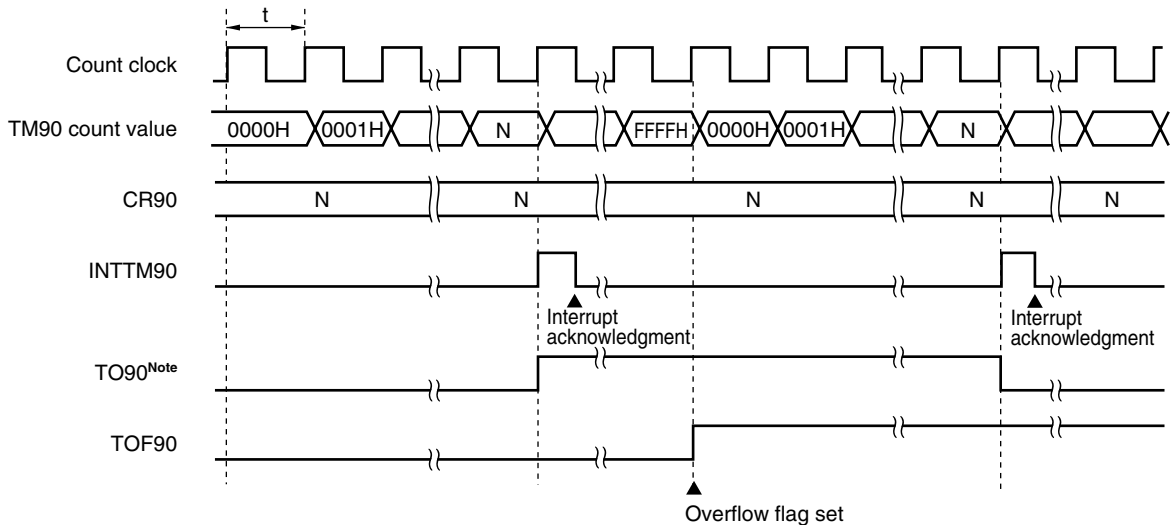 t
Count clock
TM90 count value 0000H 0001H N FFFFH 0000H 0001H N
CR90 N N N N N
INTTM90
Interrupt acknowledgment Interrupt acknowledgment
TO90Note
TOF90
Overflow flag set